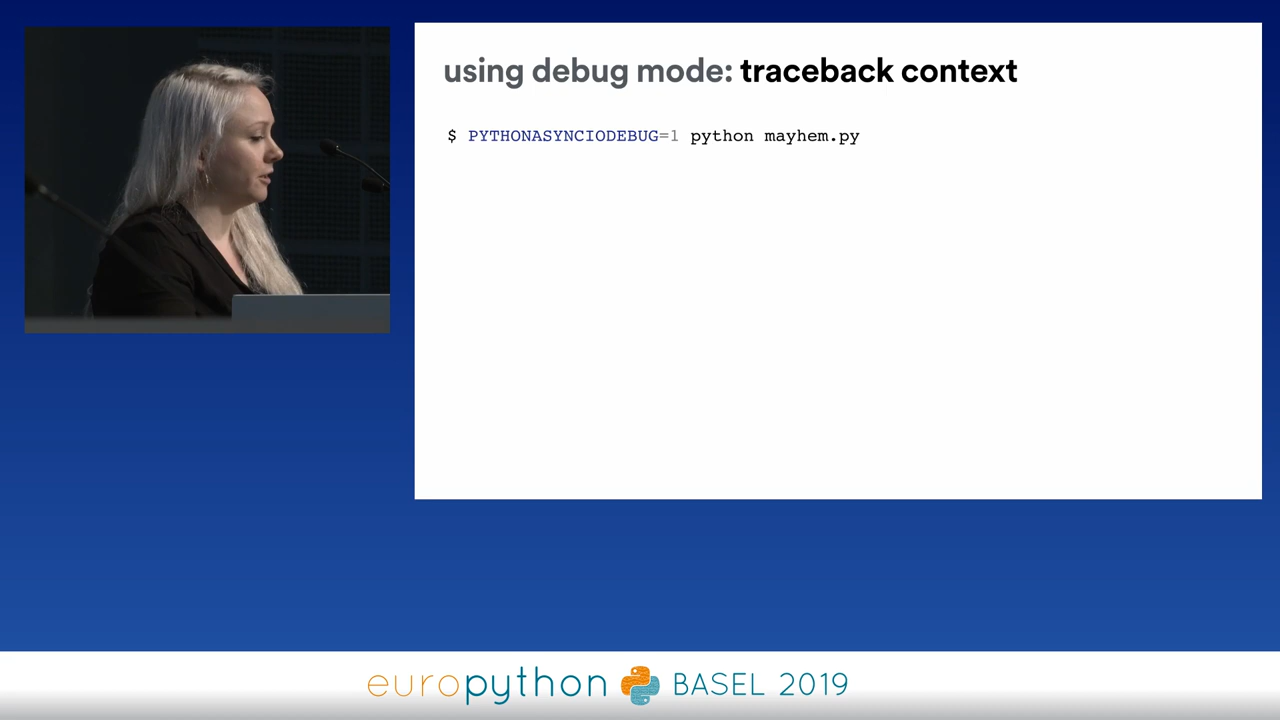 using debug mode: traceback context
$ PYTHONASYNCIODEBUG=1 python mayhem.py
europython BASEL 2019